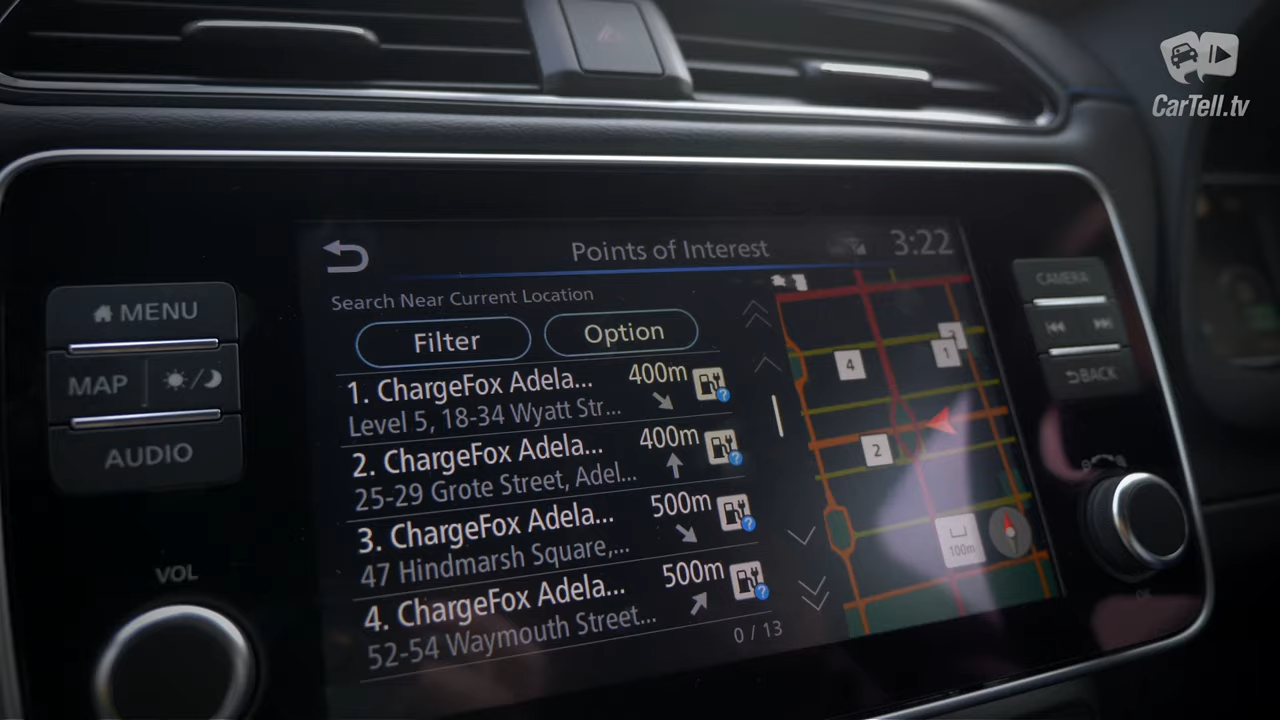 CarTell.tv
Points of Interest
3:22
Search Near Current Location
Filter
Option
1. ChargeFox Adela...
400m
Level 5, 18-34 Wyatt Str...
2. ChargeFox Adela...
400m
25-29 Grote Street, Adel...
3. ChargeFox Adela...
500m
47 Hindmarsh Square,...
4. ChargeFox Adela...
500m
52-54 Waymouth Street...
0 / 13
4
1
2
100m
MENU
MAP
AUDIO
VOL
CAMERA
BACK